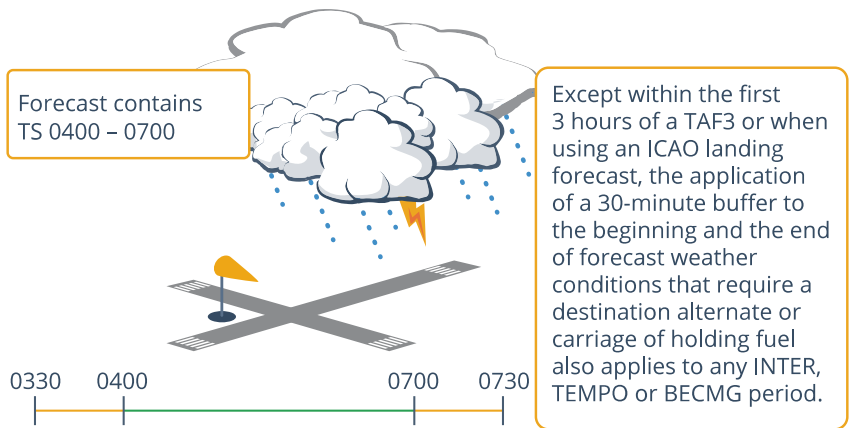 Forecast contains
TS 0400 – 0700
Except within the first
3 hours of a TAF3 or when
using an ICAO landing
forecast, the application
of a 30-minute buffer to
the beginning and the end
of forecast weather
conditions that require a
destination alternate or
carriage of holding fuel
also applies to any INTER,
TEMPO or BECMG period.
0330 0400 0700 0730